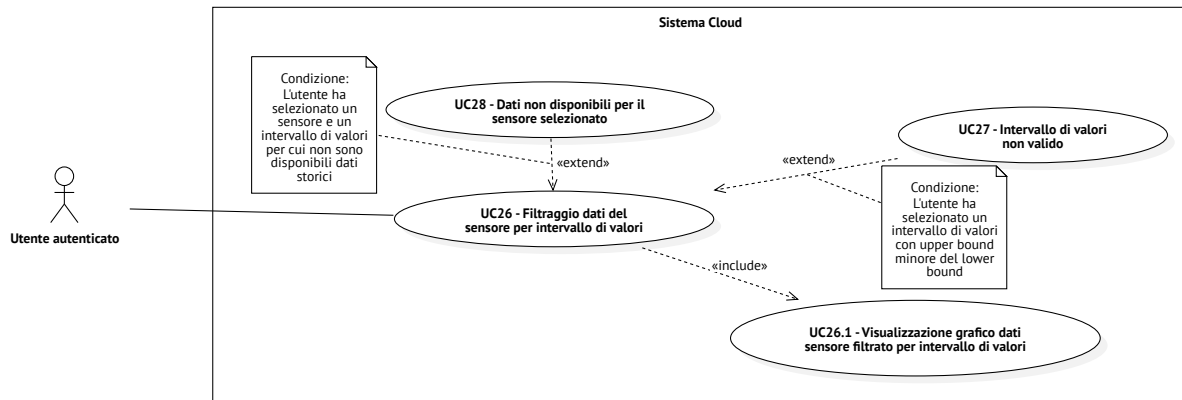 Sistema Cloud
Condizione:
L'utente ha
selezionato un
sensore e un
intervallo di valori
per cui non sono
disponibili dati
storici
UC28 - Dati non disponibili per il
sensore selezionato
UC27 - Intervallo di valori
non valido
«extend»
«extend»
Condizione:
L'utente ha
selezionato un
intervallo di valori
con upper bound
minore del lower
bound
Utente autenticato
UC26 - Filtraggio dati del
sensore per intervallo di valori
«include»
UC26.1 - Visualizzazione grafico dati
sensore filtrato per intervallo di valori